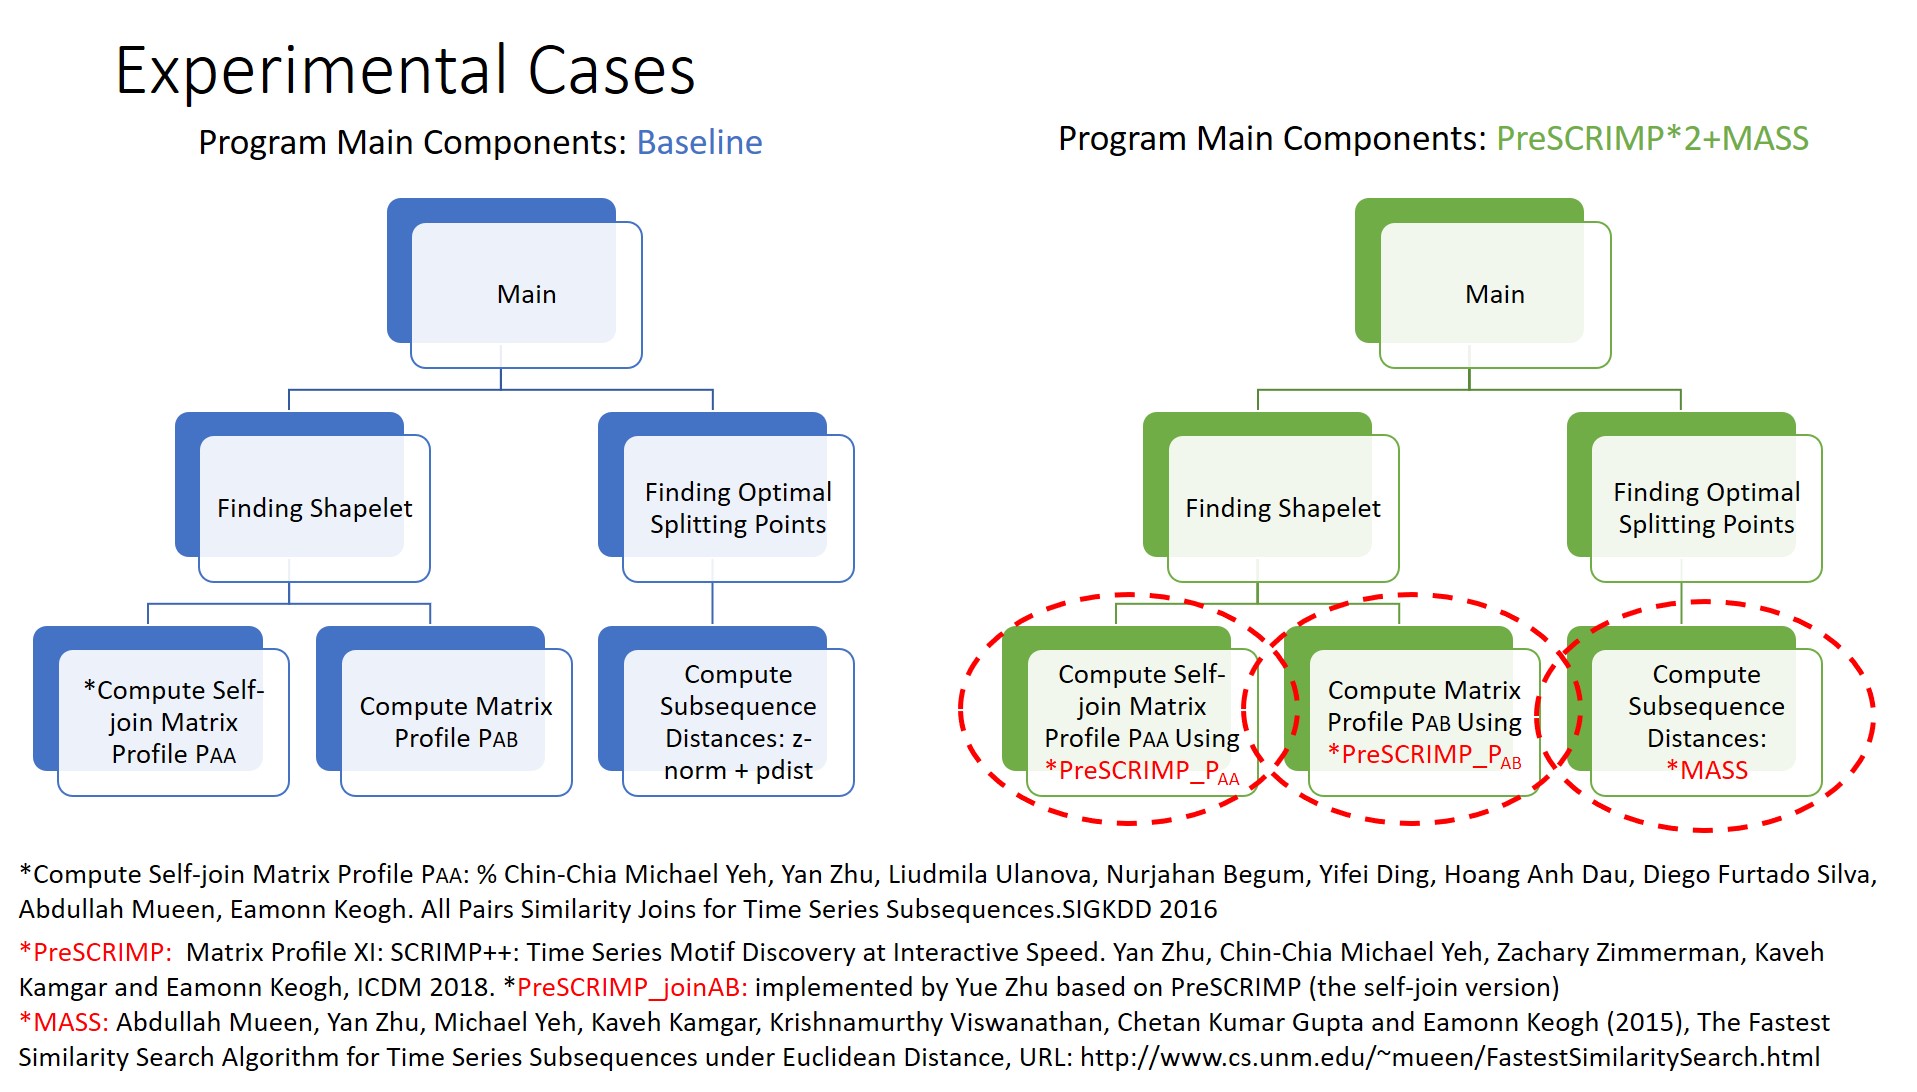 Experimental Cases
Program Main Components: Baseline
Main
Finding Shapelet
Finding Optimal
Splitting Points
*Compute Self-
join Matrix
Profile PAA
Compute Matrix
Profile PAB
Compute
Subsequence
Distances: z-
norm + pdist
Program Main Components: PreSCRIMP*2+MASS
Main
Finding Shapelet
Finding Optimal
Splitting Points
Compute Self-
join Matrix
Profile PAA Using
*PreSCRIMP_PAA
Compute Matrix
Profile PAB Using
*PreSCRIMP_PAB
Compute
Subsequence
Distances:
*MASS
*Compute Self-join Matrix Profile PAA: % Chin-Chia Michael Yeh, Yan Zhu, Liudmila Ulanova, Nurjahan Begum, Yifei Ding, Hoang Anh Dau, Diego Furtado Silva,
Abdullah Mueen, Eamonn Keogh. All Pairs Similarity Joins for Time Series Subsequences.SIGKDD 2016
*PreSCRIMP: Matrix Profile XI: SCRIMP++: Time Series Motif Discovery at Interactive Speed. Yan Zhu, Chin-Chia Michael Yeh, Zachary Zimmerman, Kaveh
Kamgar and Eamonn Keogh, ICDM 2018. *PreSCRIMP_joinAB: implemented by Yue Zhu based on PreSCRIMP (the self-join version)
*MASS: Abdullah Mueen, Yan Zhu, Michael Yeh, Kaveh Kamgar, Krishnamurthy Viswanathan, Chetan Kumar Gupta and Eamonn Keogh (2015), The Fastest
Similarity Search Algorithm for Time Series Subsequences under Euclidean Distance, URL: http://www.cs.unm.edu/~mueen/FastestSimilaritySearch.html